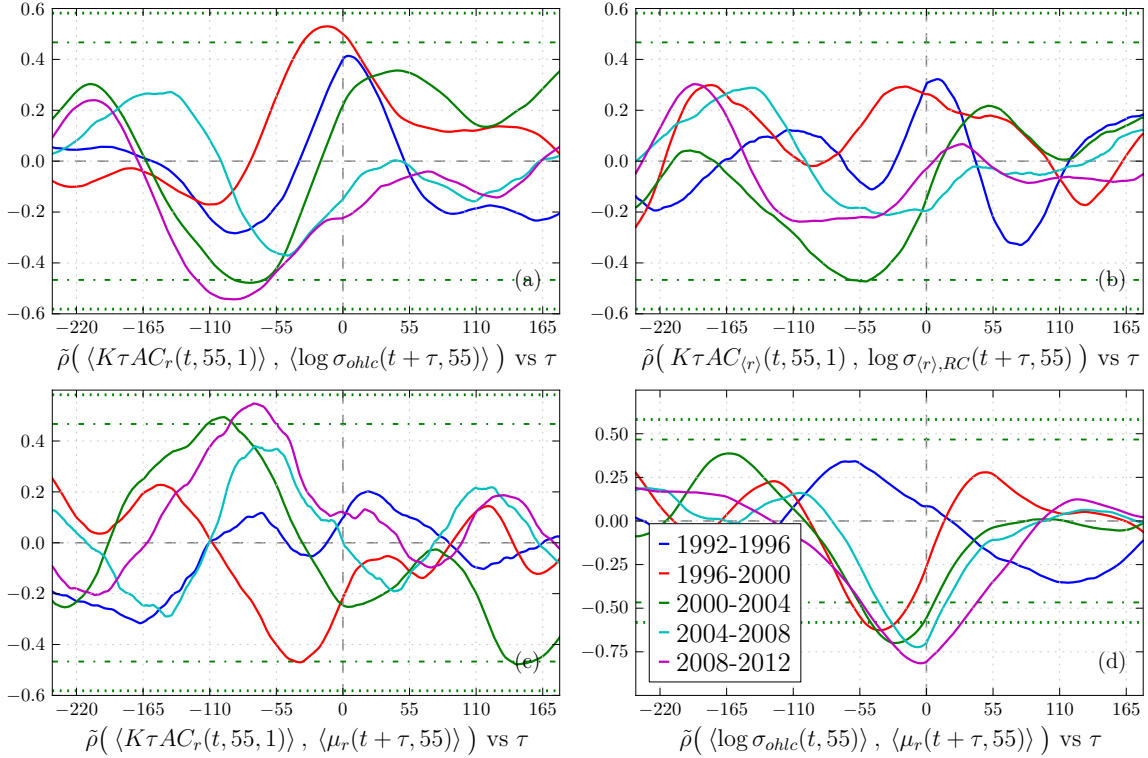 0.6 0.4 0.2 0.0 −0.2 −0.4 −0.6
(a)
−220 −165 −110 −55 0 55 110 165
ρ̃( ⟨KτAC_r(t, 55, 1)⟩ , ⟨log σ_ohlc(t + τ, 55)⟩ ) vs τ
0.6 0.4 0.2 0.0 −0.2 −0.4 −0.6
(b)
−220 −165 −110 −55 0 55 110 165
ρ̃( KτAC_⟨r⟩(t, 55, 1) , log σ_⟨r⟩,RC(t + τ, 55) ) vs τ
0.6 0.4 0.2 0.0 −0.2 −0.4 −0.6
(c)
−220 −165 −110 −55 0 55 110 165
ρ̃( ⟨KτAC_r(t, 55, 1)⟩ , ⟨μ_r(t + τ, 55)⟩ ) vs τ
0.50 0.25 0.00 −0.25 −0.50 −0.75
1992-1996
1996-2000
2000-2004
2004-2008
2008-2012
(d)
−220 −165 −110 −55 0 55 110 165
ρ̃( ⟨log σ_ohlc(t, 55)⟩ , ⟨μ_r(t + τ, 55)⟩ ) vs τ